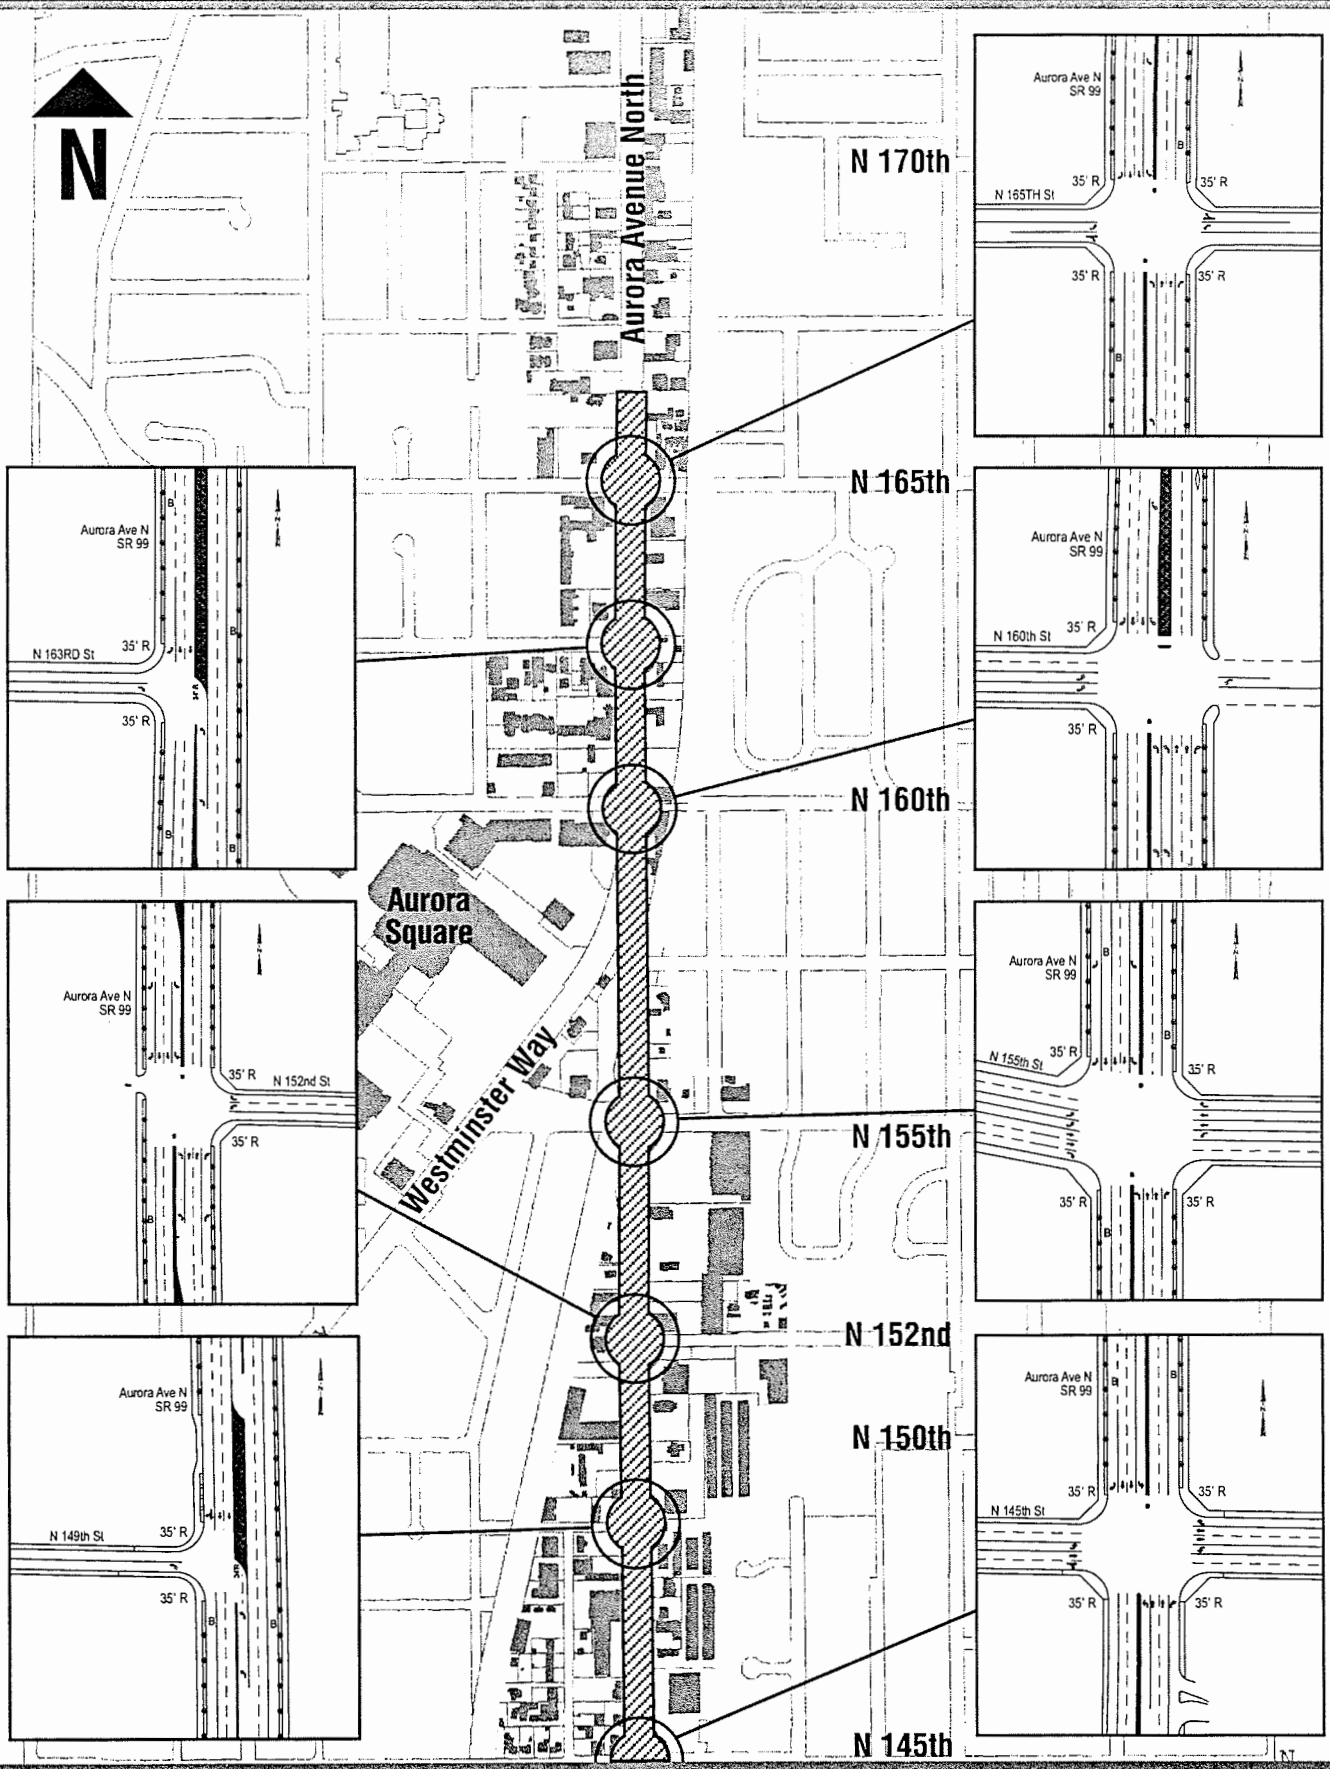 N
Aurora Avenue North
N 170th
N 165th
N 160th
N 155th
N 152nd
N 150th
N 145th
Aurora
Square
Westminster Way
Aurora Ave N
SR 99
B
35' R
35' R
N 165TH St
35' R
35' R
B
Aurora Ave N
SR 99
B
N 163RD St
35' R
B
35' R
B
B
Aurora Ave N
SR 99
N 160th St
35' R
35' R
Aurora Ave N
SR 99
35' R
N 152nd St
35' R
B
Aurora Ave N
SR 99
B
B
N 155th St
35' R
35' R
35' R
35' R
B
Aurora Ave N
SR 99
N 149th St
35' R
35' R
B
B
Aurora Ave N
SR 99
B
B
35' R
35' R
N 145th St
35' R
35' R
N